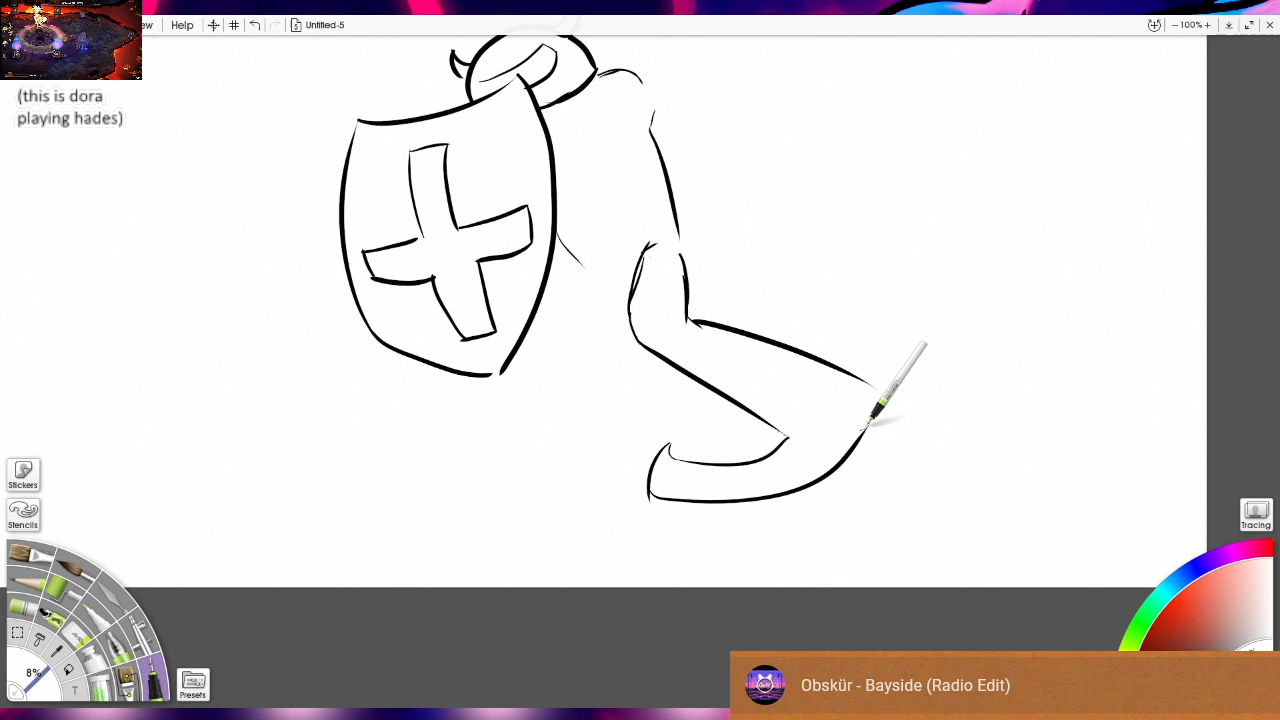 ew Help Untitled-5 100%
(this is dora
playing hades)
Stickers
Stencils
Tracing
8%
T
Presets
Obskür - Bayside (Radio Edit)